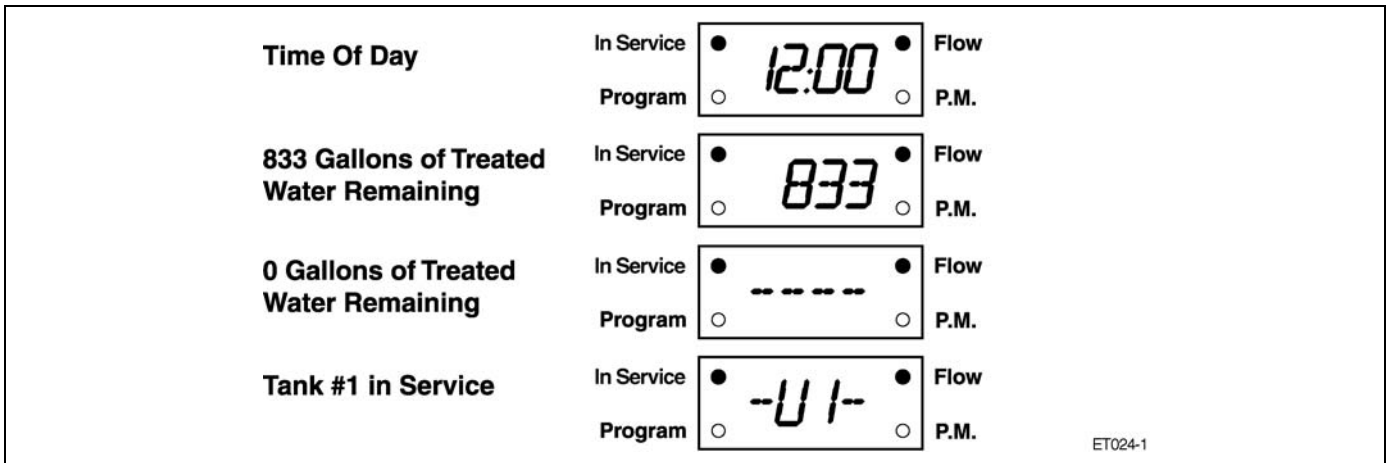 Time Of Day
In Service 12:00 Flow
Program P.M.
833 Gallons of Treated
Water Remaining
In Service 833 Flow
Program P.M.
0 Gallons of Treated
Water Remaining
In Service ---- Flow
Program P.M.
Tank #1 in Service
In Service -U1- Flow
Program P.M.
ET024-1